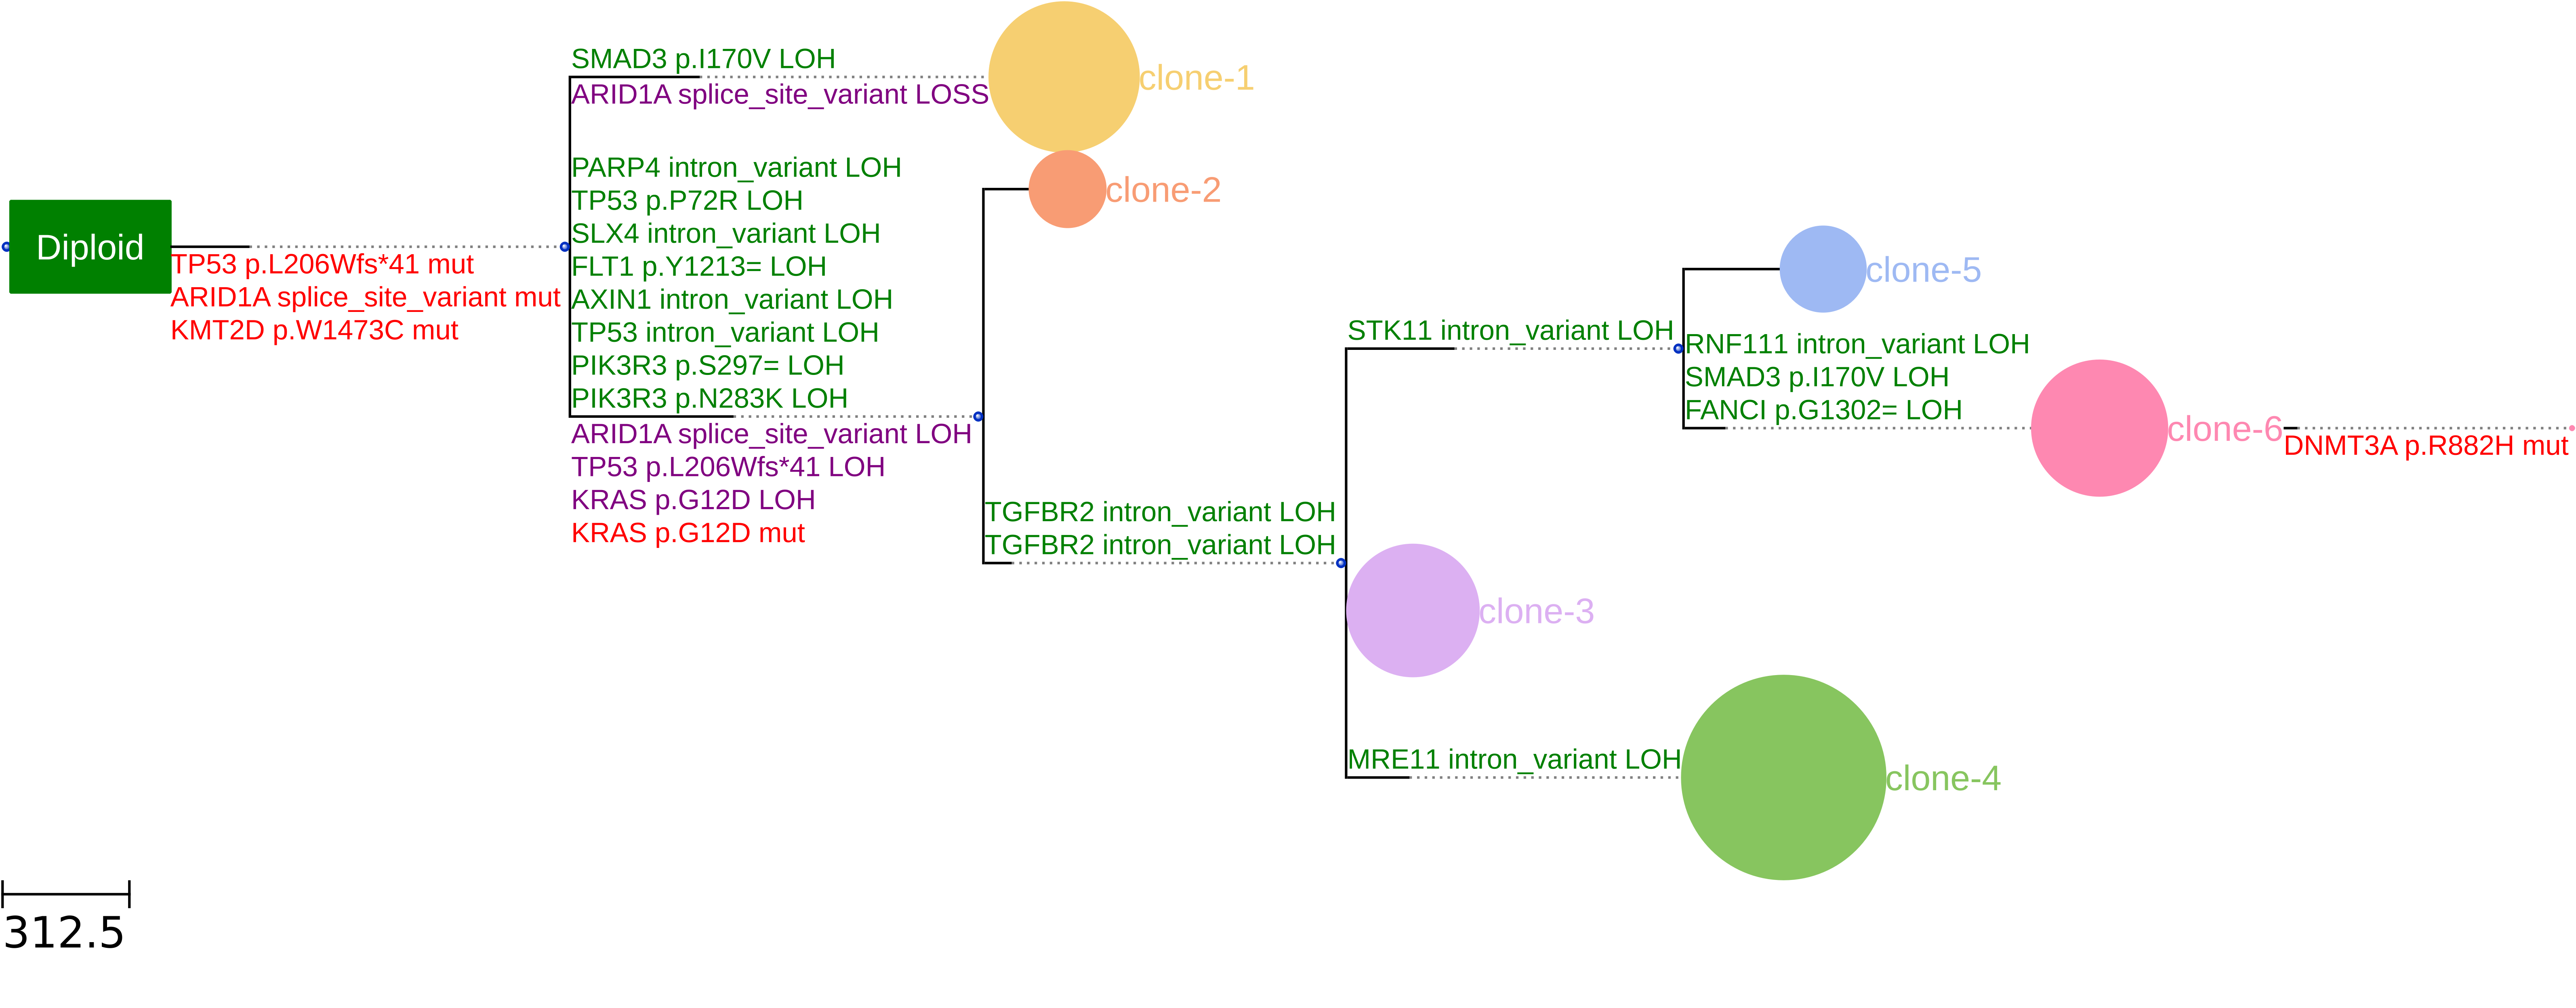 Diploid
TP53 p.L206Wfs*41 mut
ARID1A splice_site_variant mut
KMT2D p.W1473C mut
SMAD3 p.I170V LOH
ARID1A splice_site_variant LOSS
clone-1
PARP4 intron_variant LOH
TP53 p.P72R LOH
SLX4 intron_variant LOH
FLT1 p.Y1213= LOH
AXIN1 intron_variant LOH
TP53 intron_variant LOH
PIK3R3 p.S297= LOH
PIK3R3 p.N283K LOH
ARID1A splice_site_variant LOH
TP53 p.L206Wfs*41 LOH
KRAS p.G12D LOH
KRAS p.G12D mut
clone-2
TGFBR2 intron_variant LOH
TGFBR2 intron_variant LOH
STK11 intron_variant LOH
clone-5
RNF111 intron_variant LOH
SMAD3 p.I170V LOH
FANCI p.G1302= LOH
clone-6
DNMT3A p.R882H mut
clone-3
MRE11 intron_variant LOH
clone-4
312.5